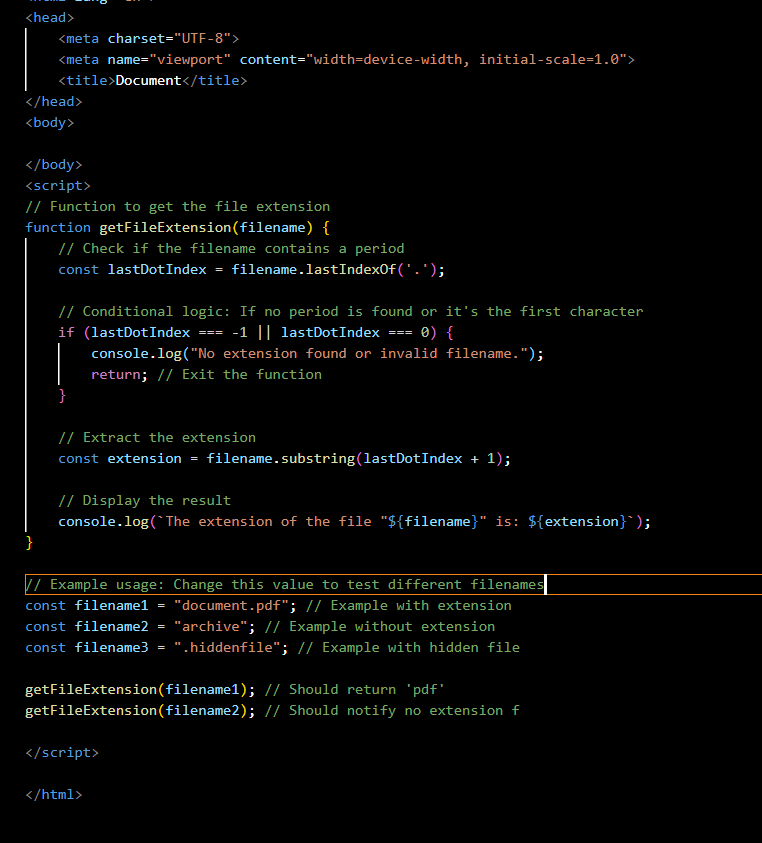 <head>
    <meta charset="UTF-8">
    <meta name="viewport" content="width=device-width, initial-scale=1.0">
    <title>Document</title>
</head>
<body>

</body>
<script>
// Function to get the file extension
function getFileExtension(filename) {
    // Check if the filename contains a period
    const lastDotIndex = filename.lastIndexOf('.');

    // Conditional logic: If no period is found or it's the first character
    if (lastDotIndex === -1 || lastDotIndex === 0) {
        console.log("No extension found or invalid filename.");
        return; // Exit the function
    }

    // Extract the extension
    const extension = filename.substring(lastDotIndex + 1);

    // Display the result
    console.log(`The extension of the file "${filename}" is: ${extension}`);
}

// Example usage: Change this value to test different filenames
const filename1 = "document.pdf"; // Example with extension
const filename2 = "archive"; // Example without extension
const filename3 = ".hiddenfile"; // Example with hidden file

getFileExtension(filename1); // Should return 'pdf'
getFileExtension(filename2); // Should notify no extension f

</script>

</html>